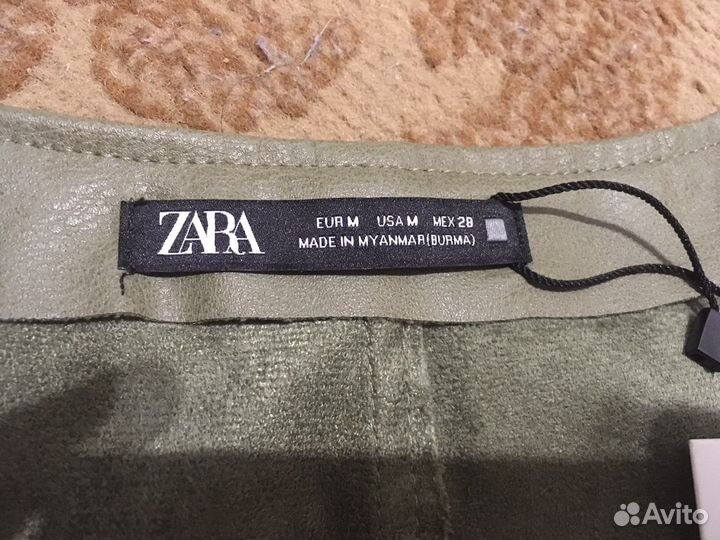 ZARA
EUR M USA M MEX 28
MADE IN MYANMAR(BURMA)
Avito